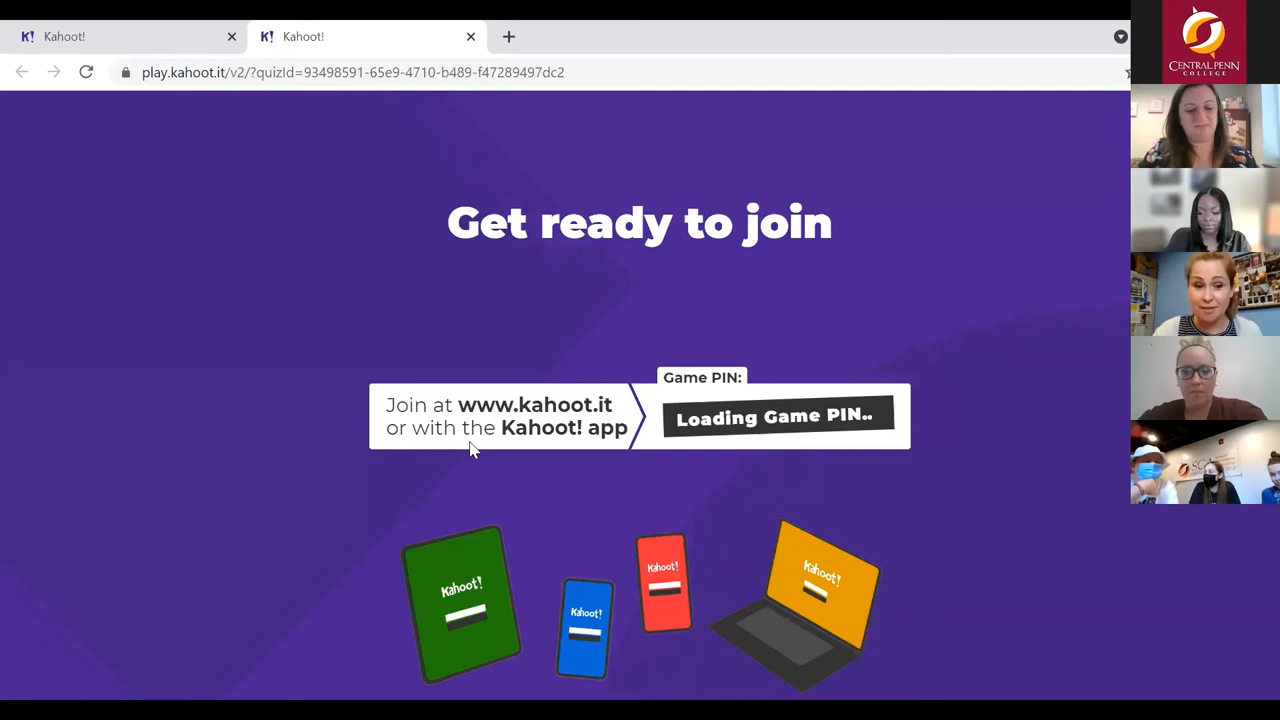 Kahoot!
Kahoot!
play.kahoot.it/v2/?quizId=93498591-65e9-4710-b489-f47289497dc2
CENTRAL PENN
COLLEGE
Get ready to join
Game PIN:
Join at www.kahoot.it
or with the Kahoot! app
Loading Game PIN..
SGA
Kahoot!
Kahoot!
Kahoot!
Kahoot!